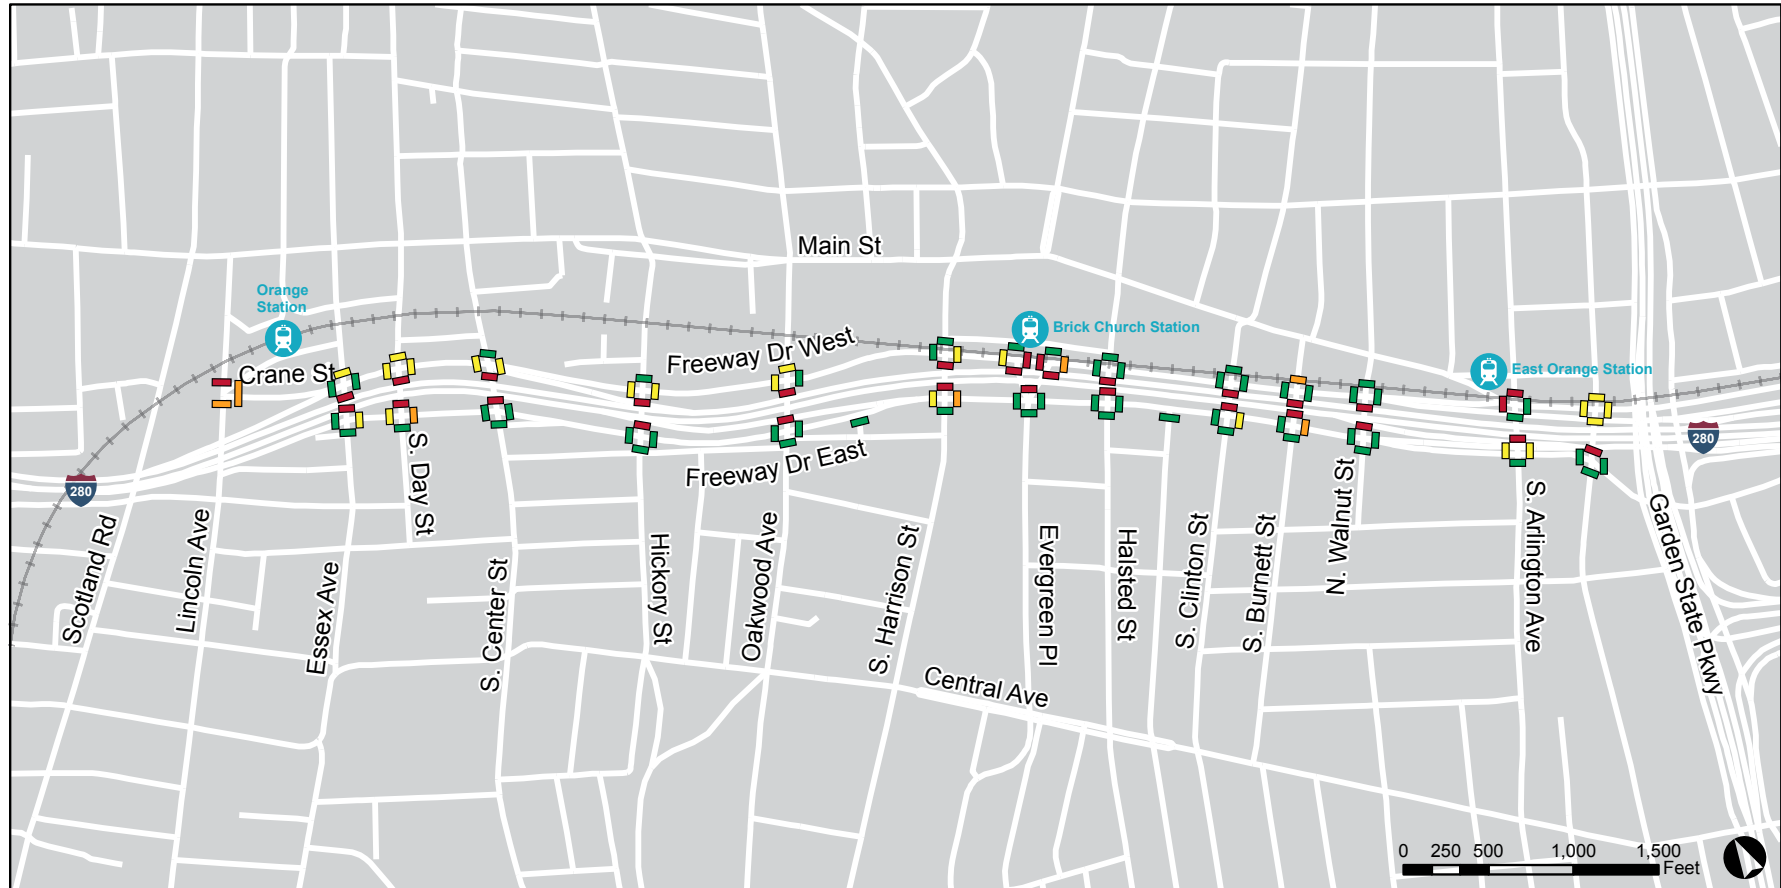 Main St
Orange
Station
Brick Church Station
Freeway Dr West
East Orange Station
Crane St
280
280
Freeway Dr East
S. Day St
Scotland Rd
Lincoln Ave
Essex Ave
S. Center St
Hickory St
Oakwood Ave
S. Harrison St
Evergreen Pl
Halsted St
S. Clinton St
S. Burnett St
N. Walnut St
S. Arlington Ave
Garden State Pkwy
Central Ave
0 250 500 1,000 1,500
Feet